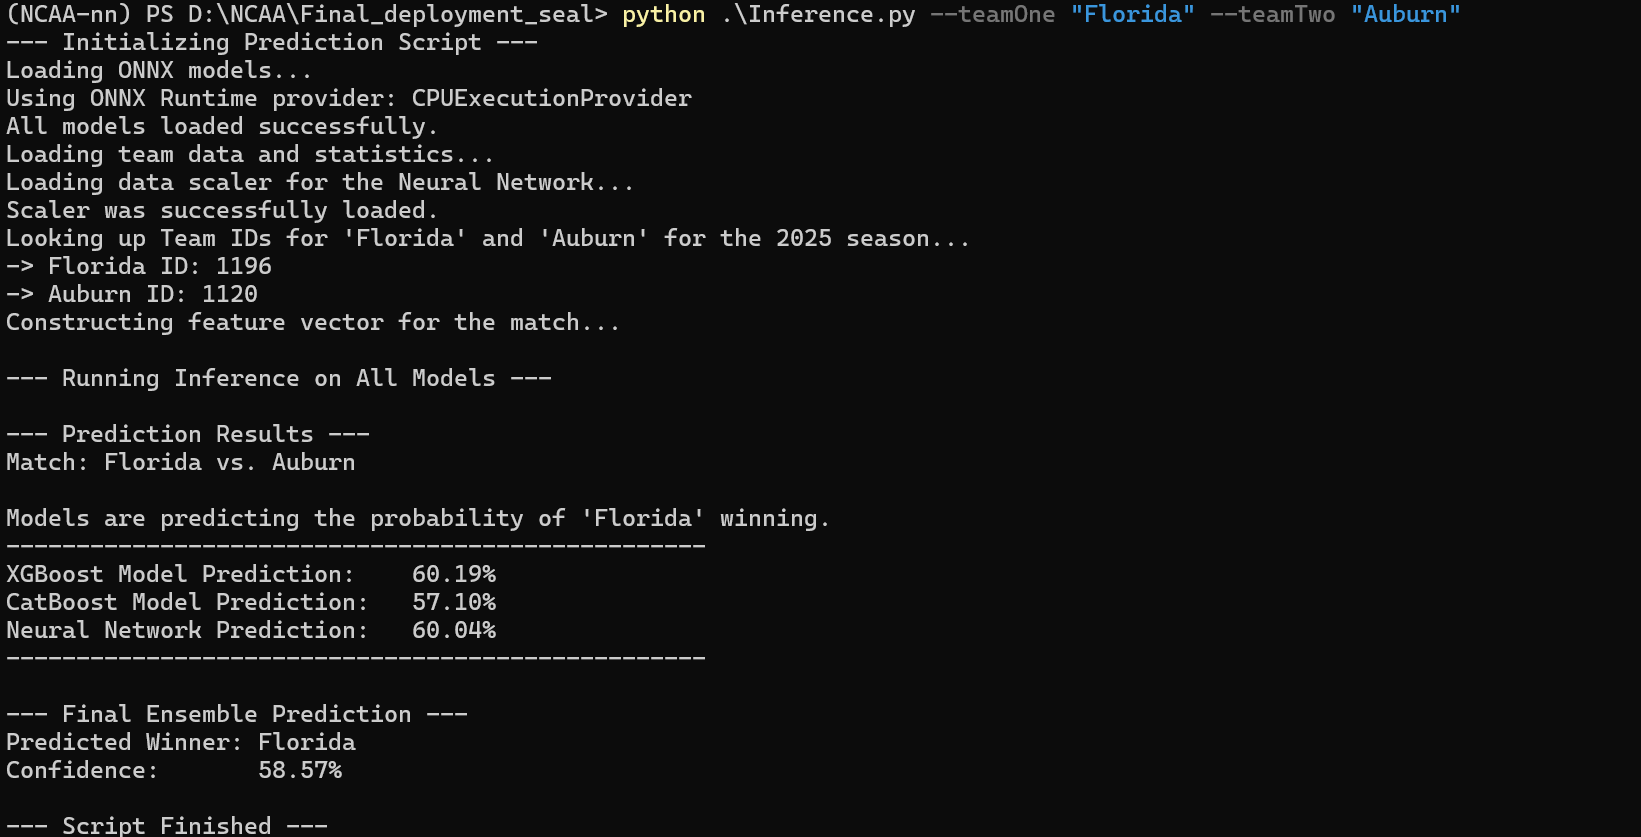 (NCAA-nn) PS D:\NCAA\Final_deployment_seal> python .\Inference.py --teamOne "Florida" --teamTwo "Auburn"
--- Initializing Prediction Script ---
Loading ONNX models...
Using ONNX Runtime provider: CPUExecutionProvider
All models loaded successfully.
Loading team data and statistics...
Loading data scaler for the Neural Network...
Scaler was successfully loaded.
Looking up Team IDs for 'Florida' and 'Auburn' for the 2025 season...
-> Florida ID: 1196
-> Auburn ID: 1120
Constructing feature vector for the match...
--- Running Inference on All Models ---
--- Prediction Results ---
Match: Florida vs. Auburn
Models are predicting the probability of 'Florida' winning.
--------------------------------------------------
XGBoost Model Prediction:    60.19%
CatBoost Model Prediction:   57.10%
Neural Network Prediction:   60.04%
--------------------------------------------------
--- Final Ensemble Prediction ---
Predicted Winner: Florida
Confidence:       58.57%
--- Script Finished ---